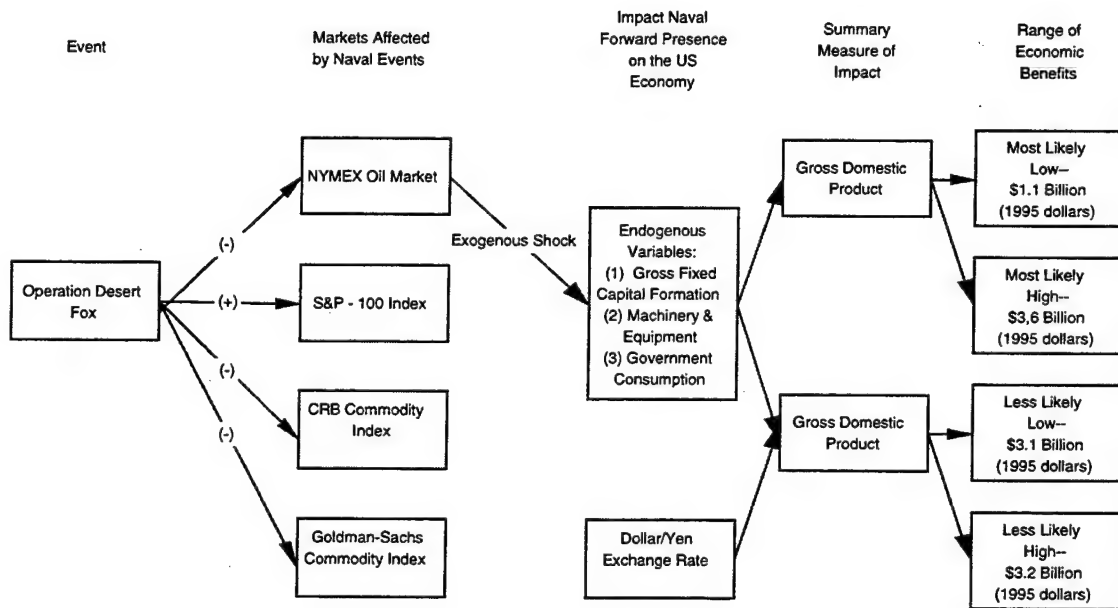 Event
Markets Affected
by Naval Events
Impact Naval
Forward Presence
on the US
Economy
Summary
Measure of
Impact
Range of
Economic
Benefits
Operation Desert
Fox
(-)
(+)
(-)
(-)
NYMEX Oil Market
S&P - 100 Index
CRB Commodity
Index
Goldman-Sachs
Commodity Index
Exogenous Shock
Endogenous
Variables:
(1) Gross Fixed
Capital Formation
(2) Machinery &
Equipment
(3) Government
Consumption
Dollar/Yen
Exchange Rate
Gross Domestic
Product
Gross Domestic
Product
Most Likely
Low--
$1.1 Billion
(1995 dollars)
Most Likely
High--
$3,6 Billion
(1995 dollars)
Less Likely
Low--
$3.1 Billion
(1995 dollars)
Less Likely
High--
$3.2 Billion
(1995 dollars)